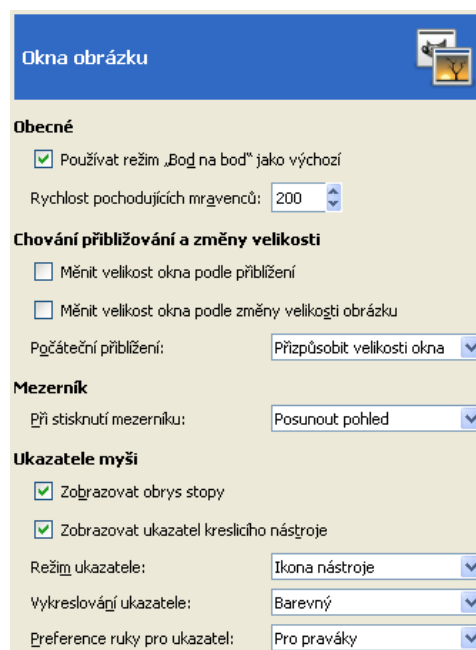 Okna obrázku
Obecné
Používat režim „Bod na bod“ jako výchozí
Rychlost pochodujících mravenců: 200
Chování přibližování a změny velikosti
Měnit velikost okna podle přiblížení
Měnit velikost okna podle změny velikosti obrázku
Počáteční přiblížení: Přizpůsobit velikosti okna
Mezerník
Při stisknutí mezerníku: Posunout pohled
Ukazatele myši
Zobrazovat obrys stopy
Zobrazovat ukazatel kreslicího nástroje
Režim ukazatele: Ikona nástroje
Vykreslování ukazatele: Barevný
Preference ruky pro ukazatel: Pro praváky